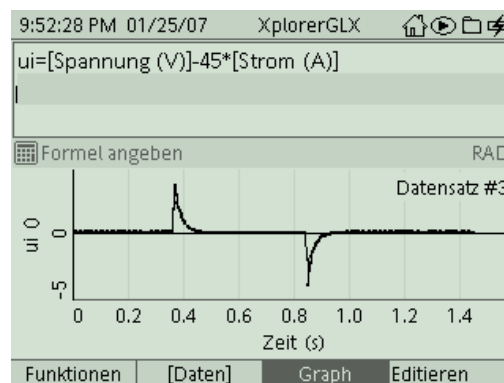 9:52:28 PM 01/25/07 XplorerGLX
ui=[Spannung (V)]-45*[Strom (A)]
Formel angeben RAD
Datensatz #3
ui 0
0
-5
0 0.2 0.4 0.6 0.8 1.0 1.2 1.4
Zeit (s)
Funktionen [Daten] Graph Editieren